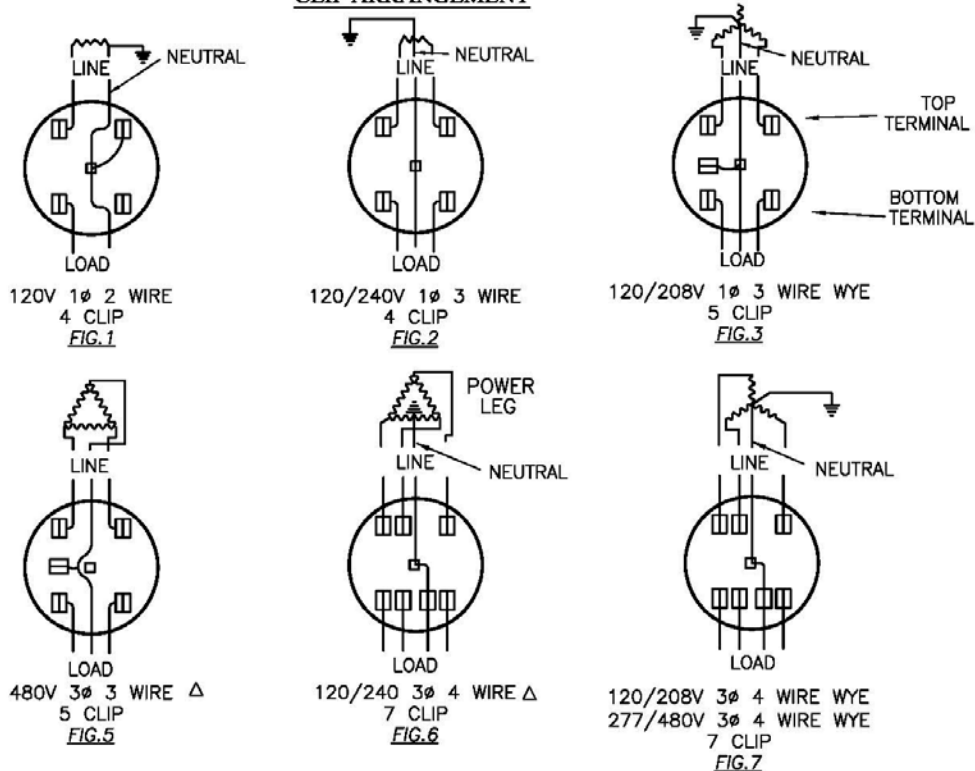 CLIP ARRANGEMENT
LINE
NEUTRAL
LOAD
120V 1ø 2 WIRE
4 CLIP
FIG.1
NEUTRAL
LINE
LOAD
120/240V 1ø 3 WIRE
4 CLIP
FIG.2
NEUTRAL
LINE
TOP
TERMINAL
BOTTOM
TERMINAL
LOAD
120/208V 1ø 3 WIRE WYE
5 CLIP
FIG.3
LINE
LOAD
480V 3ø 3 WIRE Δ
5 CLIP
FIG.5
POWER
LEG
LINE
NEUTRAL
LOAD
120/240 3ø 4 WIRE Δ
7 CLIP
FIG.6
LINE
NEUTRAL
LOAD
120/208V 3ø 4 WIRE WYE
277/480V 3ø 4 WIRE WYE
7 CLIP
FIG.7